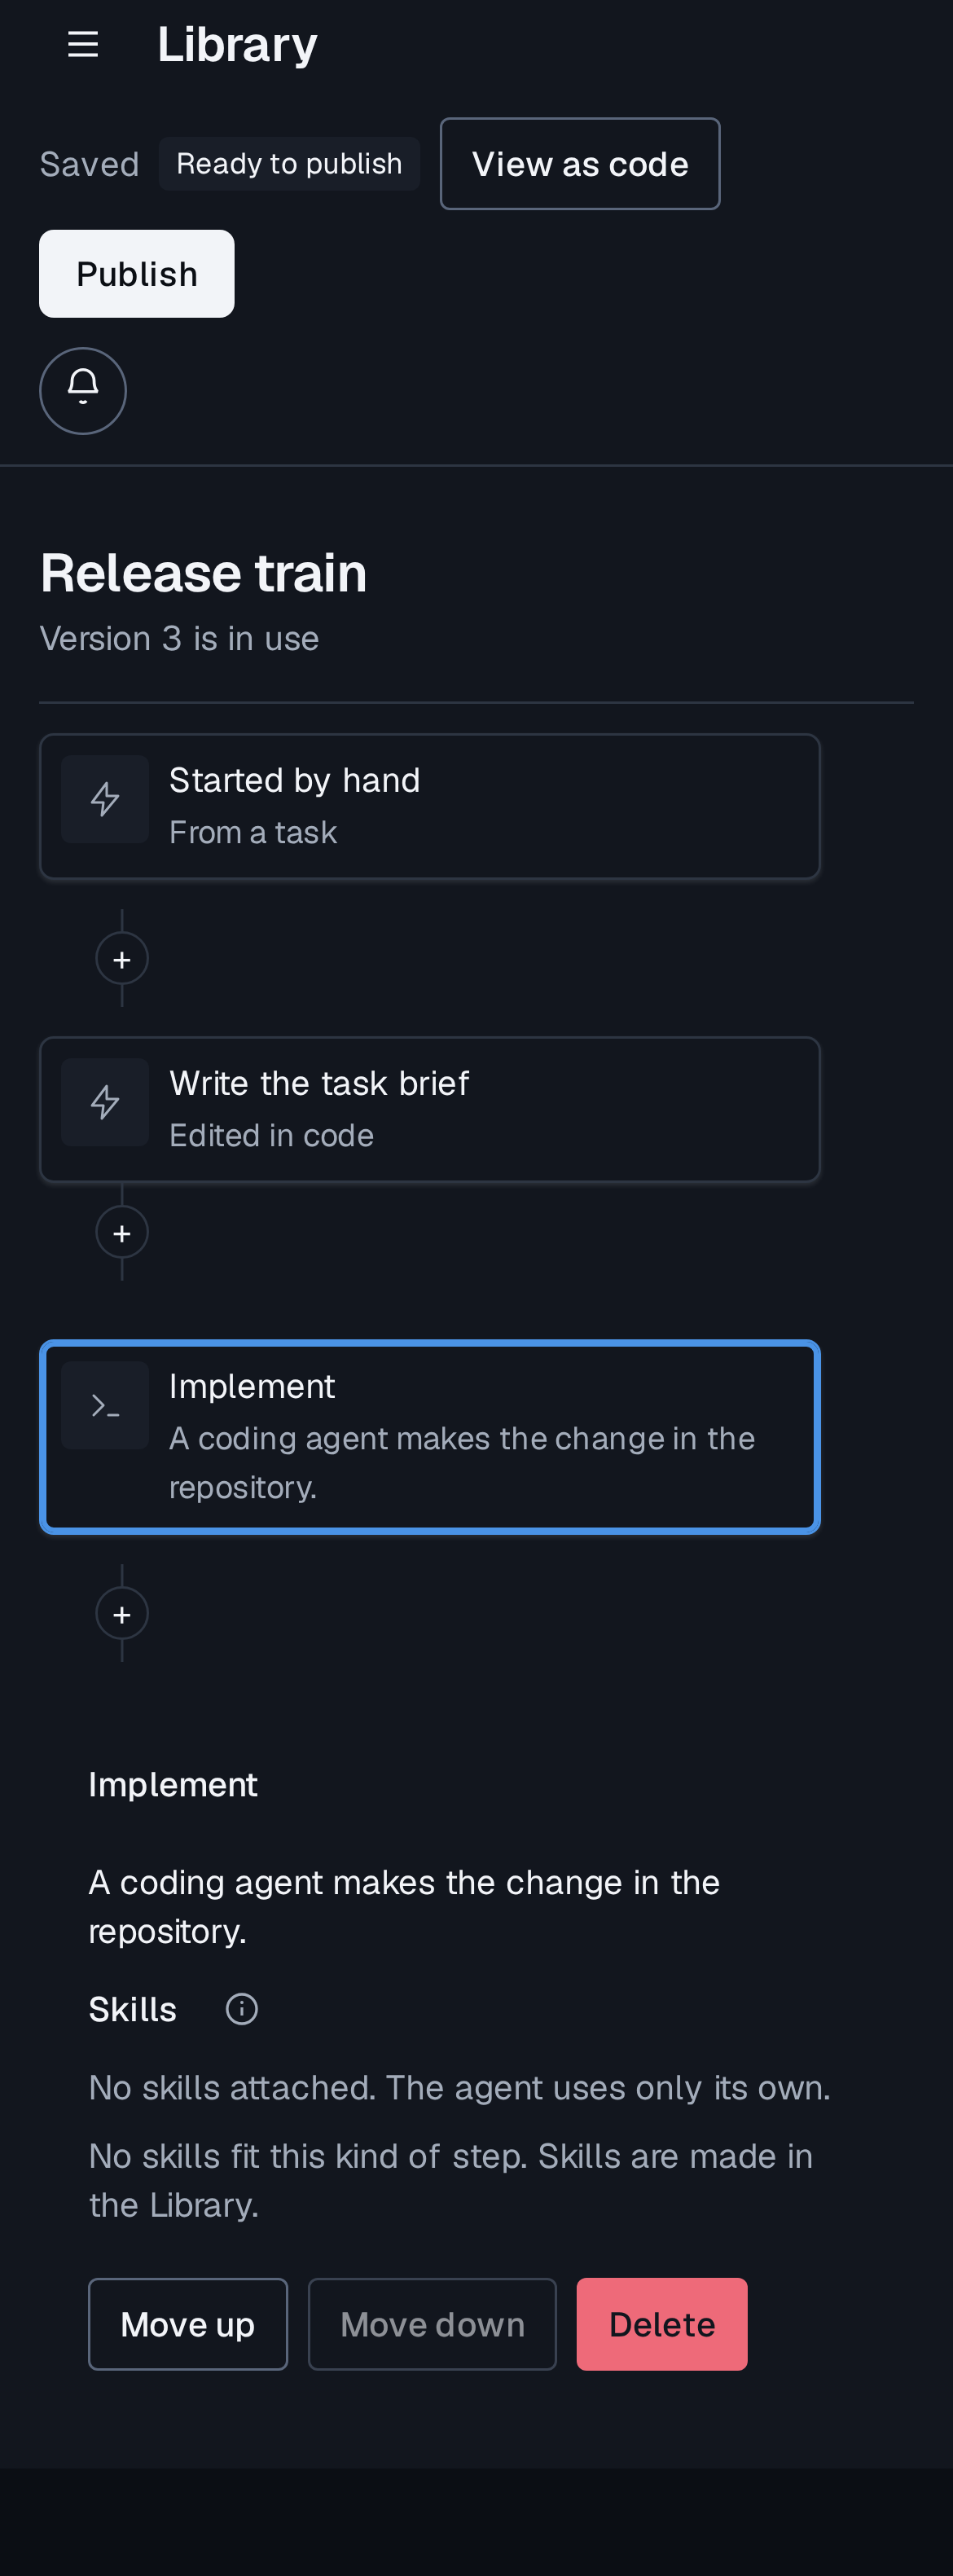 Library
Saved
Ready to publish
View as code
Publish
Release train
Version 3 is in use
Started by hand
From a task
+
Write the task brief
Edited in code
+
Implement
A coding agent makes the change in the
repository.
+
Implement
A coding agent makes the change in the
repository.
Skills
No skills attached. The agent uses only its own.
No skills fit this kind of step. Skills are made in
the Library.
Move up
Move down
Delete